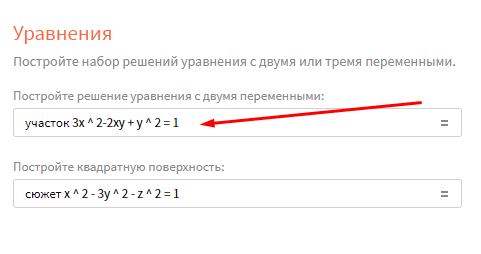 Уравнения
Постройте набор решений уравнения с двумя или тремя переменными.
Постройте решение уравнения с двумя переменными:
участок 3x ^ 2-2xy + y ^ 2 = 1 =
Постройте квадратную поверхность:
сюжет x ^ 2 - 3y ^ 2 - z ^ 2 = 1 =